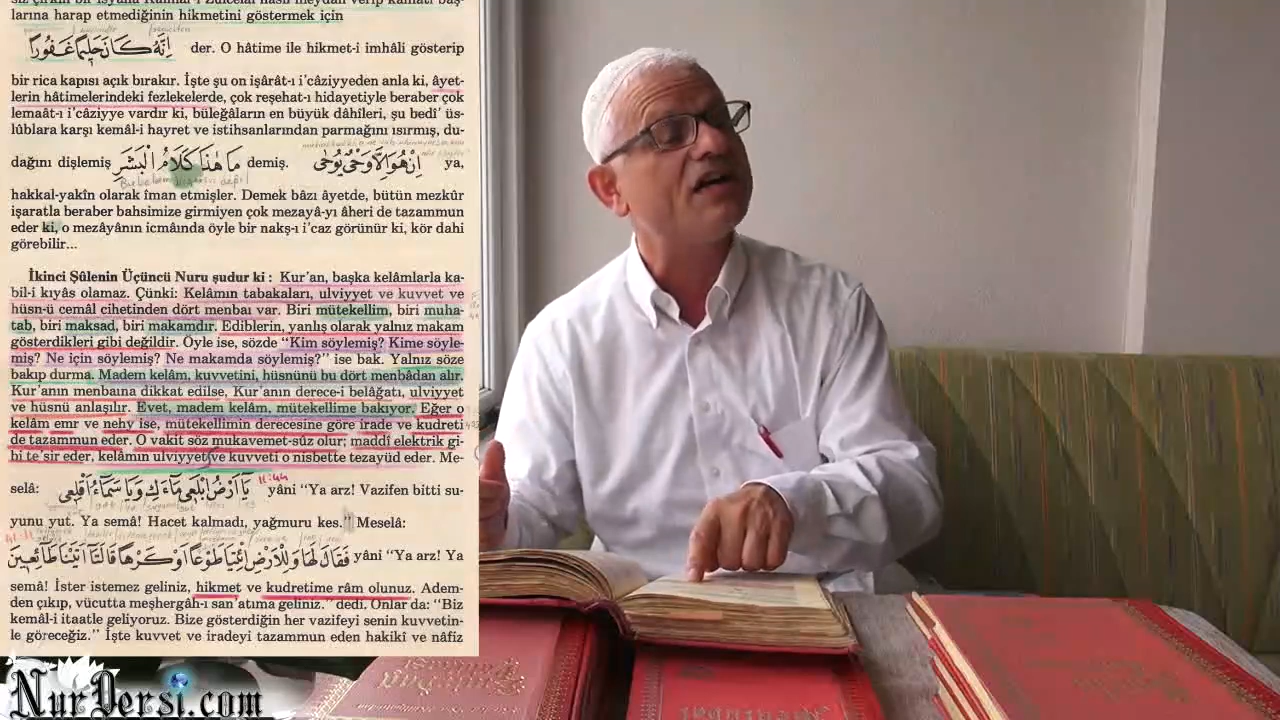 larına harap etmediğinin hikmetini göstermek için
اِنَّهُ كَانَ حَلِيمًا غَفُورًا der. O hâtime ile hikmet-i imhâli gösterip
bir rica kapısı açık bırakır. İşte şu on işârât-ı i'câziyyeden anla ki, âyet-
lerin hâtimelerindeki fezlekelerde, çok reşehat-ı hidayetiyle beraber çok
lemaât-ı i'câziyye vardır ki, büleğâların en büyük dâhileri, şu bedi' üs-
lûblara karşı kemâl-i hayret ve istihsanlarından parmağını ısırmış, du-
dağını dişlemiş مَا هٰذَا كَلَامُ الْبَشَرِ demiş. اِنْ هُوَ اِلَّا وَحْىٌ يُوحٰى ya,
hakkal-yakîn olarak îman etmişler. Demek bâzı âyetde, bütün mezkûr
işaratla beraber bahsimize girmiyen çok mezaya-yı âheri de tazammun
eder ki, o mezâyânın icmaında öyle bir nakş-ı i'caz görünür ki, kör dahi
görebilir...
İkinci Şûlenin Üçüncü Nuru şudur ki : Kur'an, başka kelâmlarla ka-
bil-i kıyâs olamaz. Çünki: Kelâmın tabakaları, ulviyyet ve kuvvet ve
hüsn-ü cemâl cihetinden dört menbaı var. Biri mütekellim, biri muha-
tab, biri maksad, biri makamdır. Ediblerin, yanlış olarak yalnız makam
gösterdikleri gibi değildir. Öyle ise, sözde "Kim söylemiş? Kime söyle-
miş? Ne için söylemiş? Ne makamda söylemiş?" ise bak. Yalnız söze
bakıp durma. Madem kelâm, kuvvetini, hüsnünü bu dört menbâdan alır.
Kur'anın menbaına dikkat edilse, Kur'anın derece-i belâğatı, ulviyyet
ve hüsnü anlaşılır. Evet, madem kelâm, mütekellime bakıyor. Eğer o
kelâm emr ve nehy ise, mütekellimin derecesine göre irade ve kudreti
de tazammun eder. O vakit söz mukavemet-sûz olur; maddî elektrik gi-
bi te'sir eder, kelâmın ulviyyet ve kuvveti o nisbette tezayüd eder. Me-
selâ: يَا اَرْضُ ابْلَعِى مَاءَكِ وَيَا سَمَاءُ اَقْلِعِى 11:44 yâni "Ya arz! Vazifen bitti su-
yunu yut. Ya semâ! Hacet kalmadı, yağmuru kes." Meselâ:
فَقَالَ لَهَا وَلِلْاَرْضِ ائْتِيَا طَوْعًا اَوْ كَرْهًا قَالَتَا اَتَيْنَا طَائِعِينَ yâni "Ya arz! Ya
semâ! İster istemez geliniz, hikmet ve kudretime râm olunuz. Adem-
den çıkıp, vücutta meşhergâh-ı san'atıma geliniz." dedi. Onlar da: "Biz
kemâl-i itaatle geliyoruz. Bize gösterdiğin her vazifeyi senin kuvvetin-
le göreceğiz." İşte kuvvet ve iradeyi tazammun eden hakikî ve nâfiz
NurDersi.com